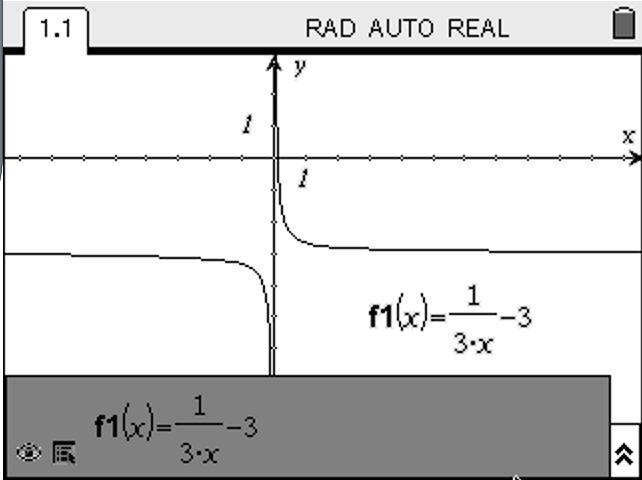 1.1 RAD AUTO REAL
y
1
x
1
f1(x)=1/(3·x)-3
f1(x)=1/(3·x)-3